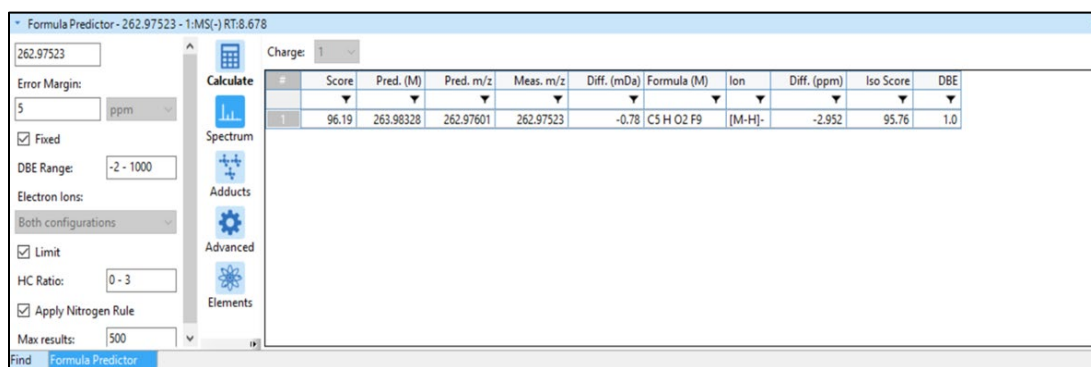 Formula Predictor - 262.97523 - 1:MS(-) RT:8.678
262.97523
Error Margin:
5 ppm
Fixed
DBE Range: -2 - 1000
Electron Ions:
Both configurations
Limit
HC Ratio: 0 - 3
Apply Nitrogen Rule
Max results: 500
Calculate
Spectrum
Adducts
Advanced
Elements
Charge: 1
# Score Pred. (M) Pred. m/z Meas. m/z Diff. (mDa) Formula (M) Ion Diff. (ppm) Iso Score DBE
1 96.19 263.98328 262.97601 262.97523 -0.78 C5 H O2 F9 [M-H]- -2.952 95.76 1.0
Find Formula Predictor